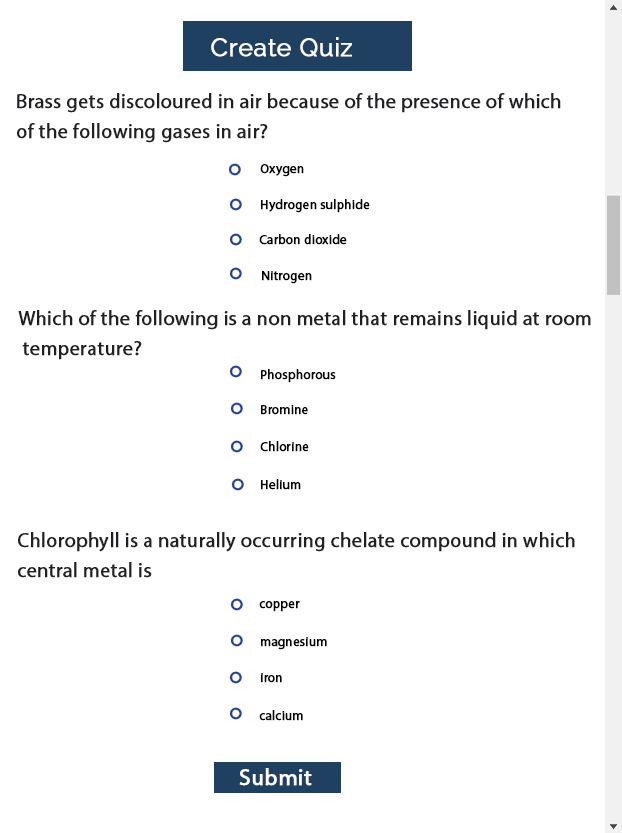 Create Quiz
Brass gets discoloured in air because of the presence of which
of the following gases in air?
Oxygen
Hydrogen sulphide
Carbon dioxide
Nitrogen
Which of the following is a non metal that remains liquid at room
temperature?
Phosphorous
Bromine
Chlorine
Helium
Chlorophyll is a naturally occurring chelate compound in which
central metal is
copper
magnesium
iron
calcium
Submit